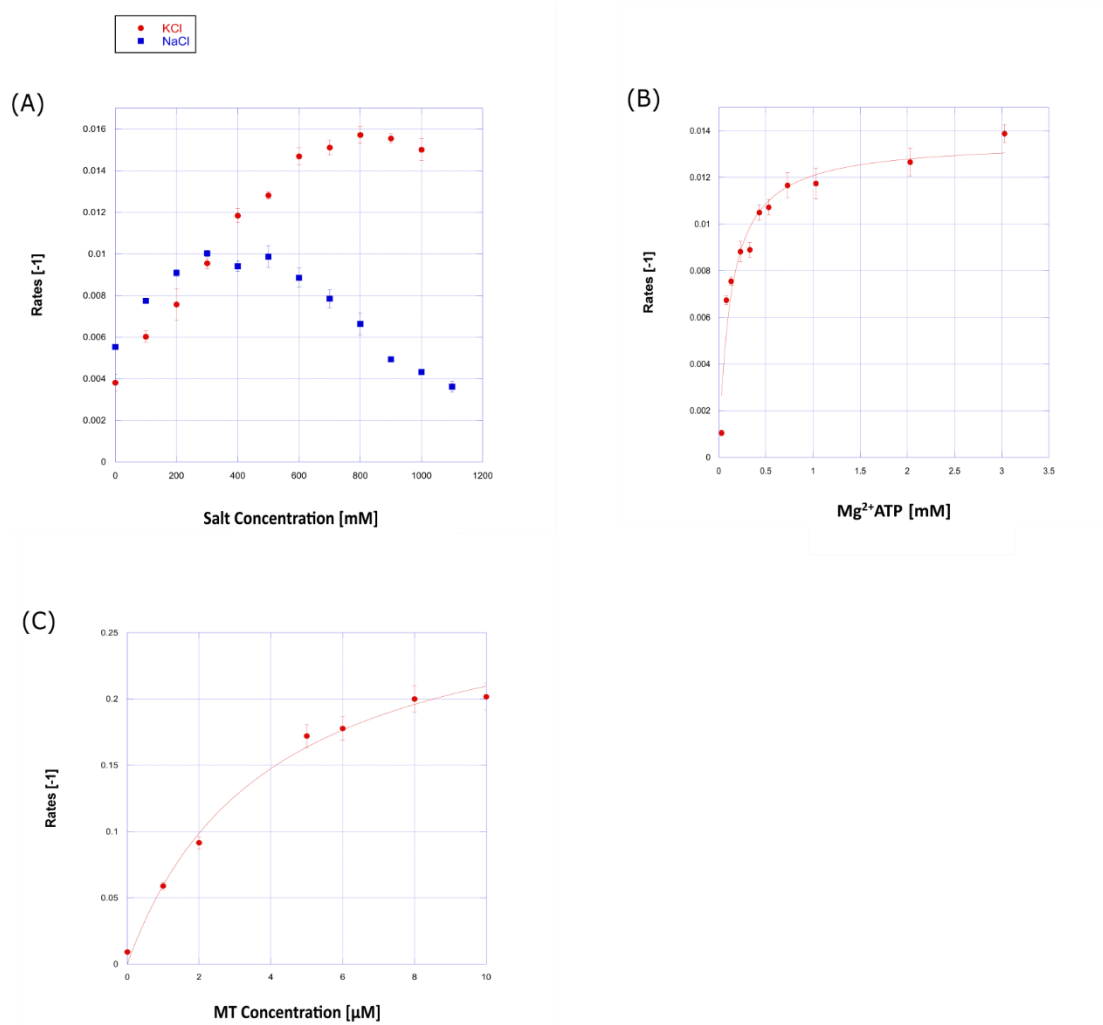 KCl
NaCl
(A)
0.016
0.014
0.012
0.01
0.008
0.006
0.004
0.002
0
Rates [-1]
0 200 400 600 800 1000 1200
Salt Concentration [mM]
(B)
0.014
0.012
0.01
0.008
0.006
0.004
0.002
0
Rates [-1]
0 0.5 1 1.5 2 2.5 3 3.5
Mg²⁺ATP [mM]
(C)
0.25
0.2
0.15
0.1
0.05
0
Rates [-1]
0 2 4 6 8 10
MT Concentration [μM]